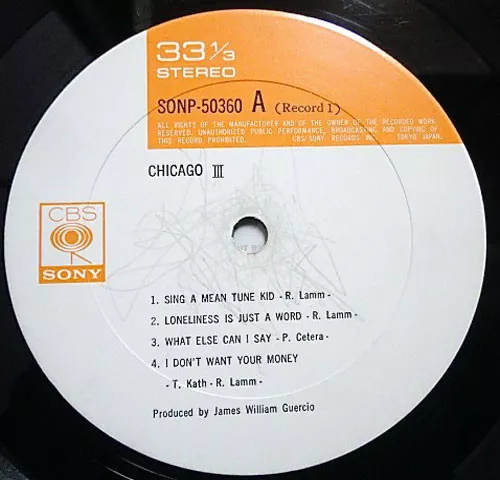 33 1/3
STEREO
SONP-50360 A (Record 1)
ALL RIGHTS OF THE MANUFACTURER AND OF THE OWNER OF THE RECORDED WORK
RESERVED. UNAUTHORIZED PUBLIC PERFORMANCE, BROADCASTING AND COPYING OF
THIS RECORD PROHIBITED. CBS/SONY RECORDS INC. TOKYO JAPAN.
CHICAGO III
CBS
SONY
1. SING A MEAN TUNE KID - R. Lamm -
2. LONELINESS IS JUST A WORD - R. Lamm -
3. WHAT ELSE CAN I SAY - P. Cetera -
4. I DON'T WANT YOUR MONEY
- T. Kath - R. Lamm -
Produced by James William Guercio